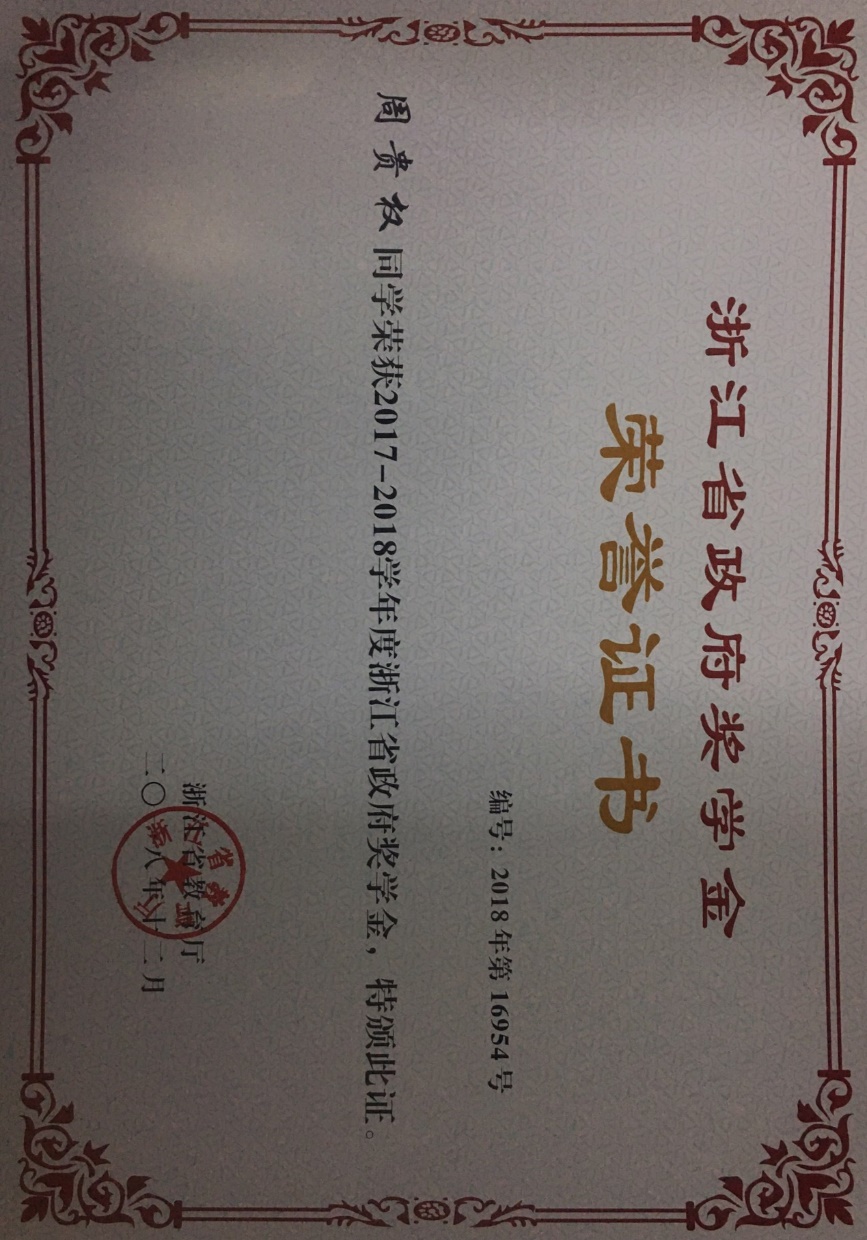 浙江省政府奖学金
荣誉证书
编号：2018年第16954号
周贵权同学荣获2017-2018学年度浙江省政府奖学金，特颁此证。
浙江省教育厅
二〇一八年十二月